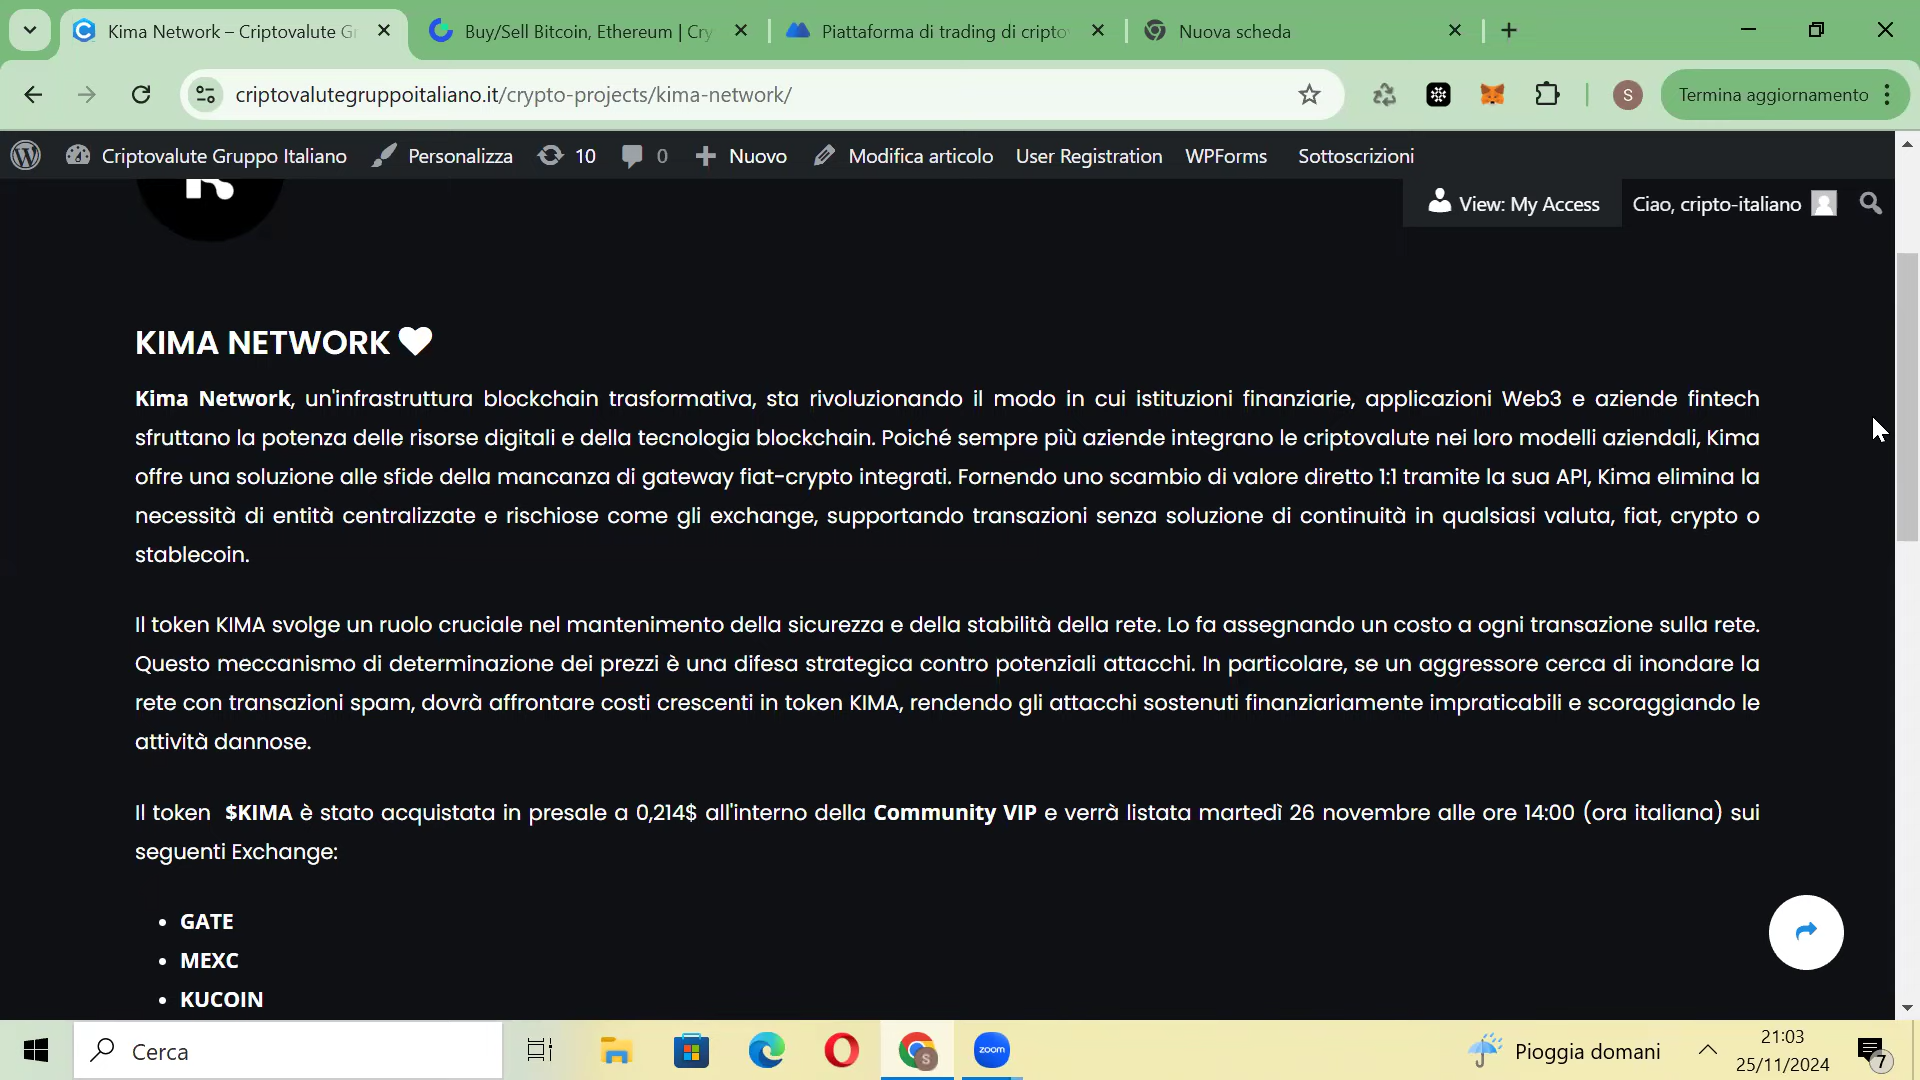 Kima Network – Criptovalute Gr
Buy/Sell Bitcoin, Ethereum | Cry
Piattaforma di trading di cripto
Nuova scheda
criptovalutegruppoitaliano.it/crypto-projects/kima-network/
S
Termina aggiornamento
Criptovalute Gruppo Italiano
Personalizza
10
0
Nuovo
Modifica articolo
User Registration
WPForms
Sottoscrizioni
View: My Access
Ciao, cripto-italiano
KIMA NETWORK
Kima Network, un'infrastruttura blockchain trasformativa, sta rivoluzionando il modo in cui istituzioni finanziarie, applicazioni Web3 e aziende fintech
sfruttano la potenza delle risorse digitali e della tecnologia blockchain. Poiché sempre più aziende integrano le criptovalute nei loro modelli aziendali, Kima
offre una soluzione alle sfide della mancanza di gateway fiat-crypto integrati. Fornendo uno scambio di valore diretto 1:1 tramite la sua API, Kima elimina la
necessità di entità centralizzate e rischiose come gli exchange, supportando transazioni senza soluzione di continuità in qualsiasi valuta, fiat, crypto o
stablecoin.
Il token KIMA svolge un ruolo cruciale nel mantenimento della sicurezza e della stabilità della rete. Lo fa assegnando un costo a ogni transazione sulla rete.
Questo meccanismo di determinazione dei prezzi è una difesa strategica contro potenziali attacchi. In particolare, se un aggressore cerca di inondare la
rete con transazioni spam, dovrà affrontare costi crescenti in token KIMA, rendendo gli attacchi sostenuti finanziariamente impraticabili e scoraggiando le
attività dannose.
Il token $KIMA è stato acquistata in presale a 0,214$ all'interno della Community VIP e verrà listata martedì 26 novembre alle ore 14:00 (ora italiana) sui
seguenti Exchange:
• GATE
• MEXC
• KUCOIN
Cerca
S
zoom
Pioggia domani
21:03
25/11/2024
7